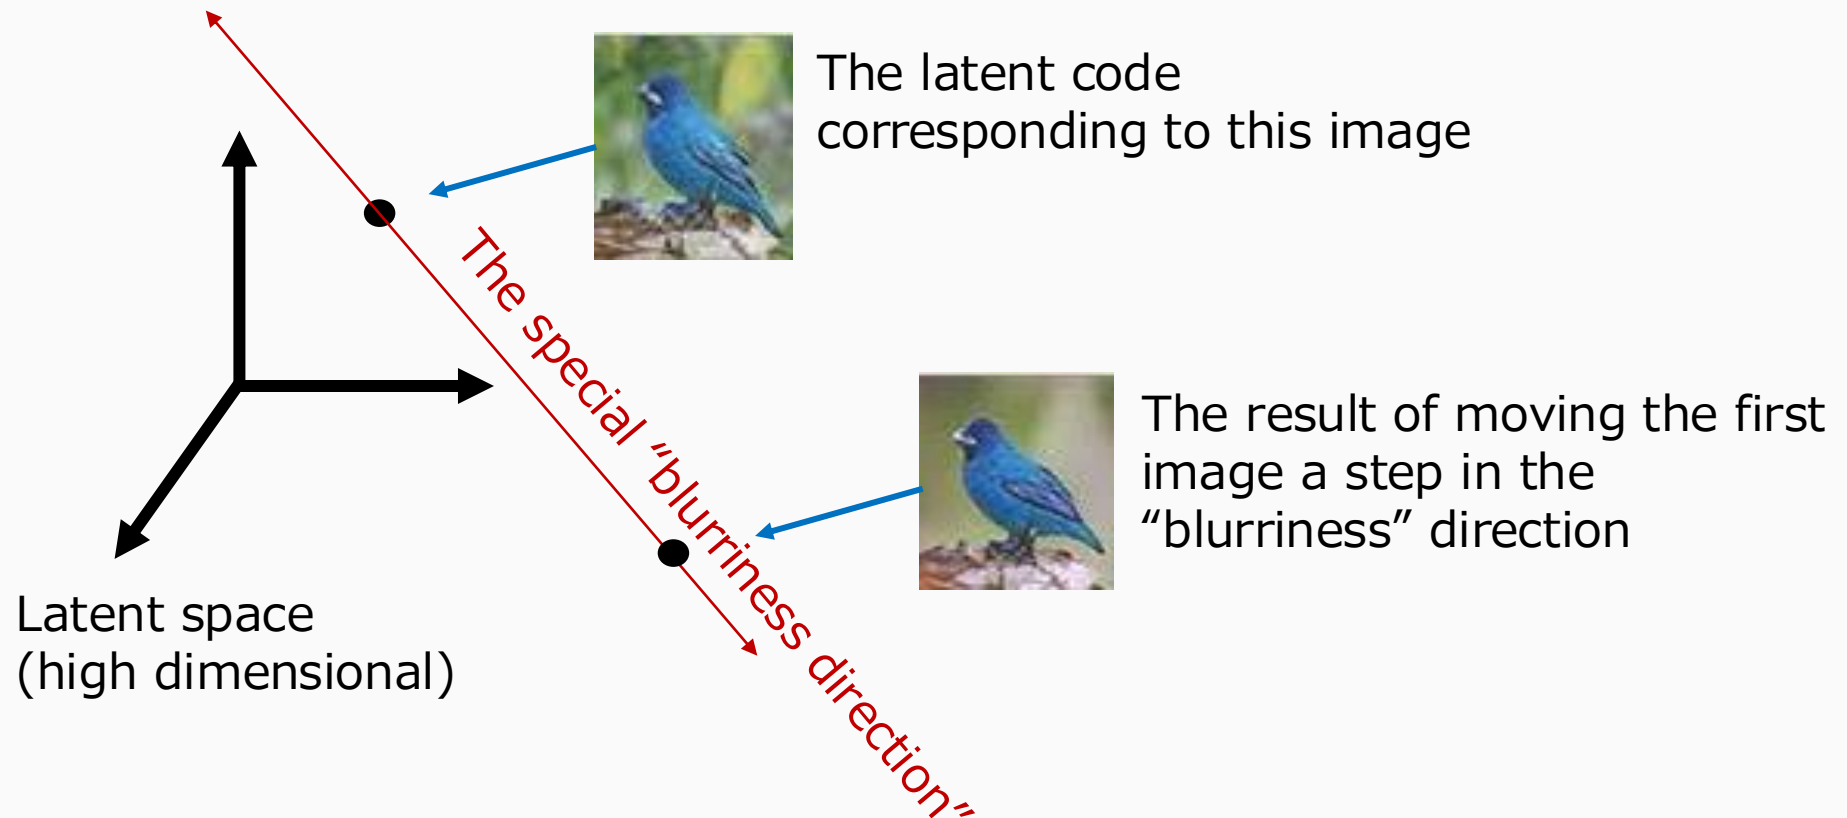 The latent code
corresponding to this image
The special “blurriness direction”
The result of moving the first
image a step in the
“blurriness” direction
Latent space
(high dimensional)